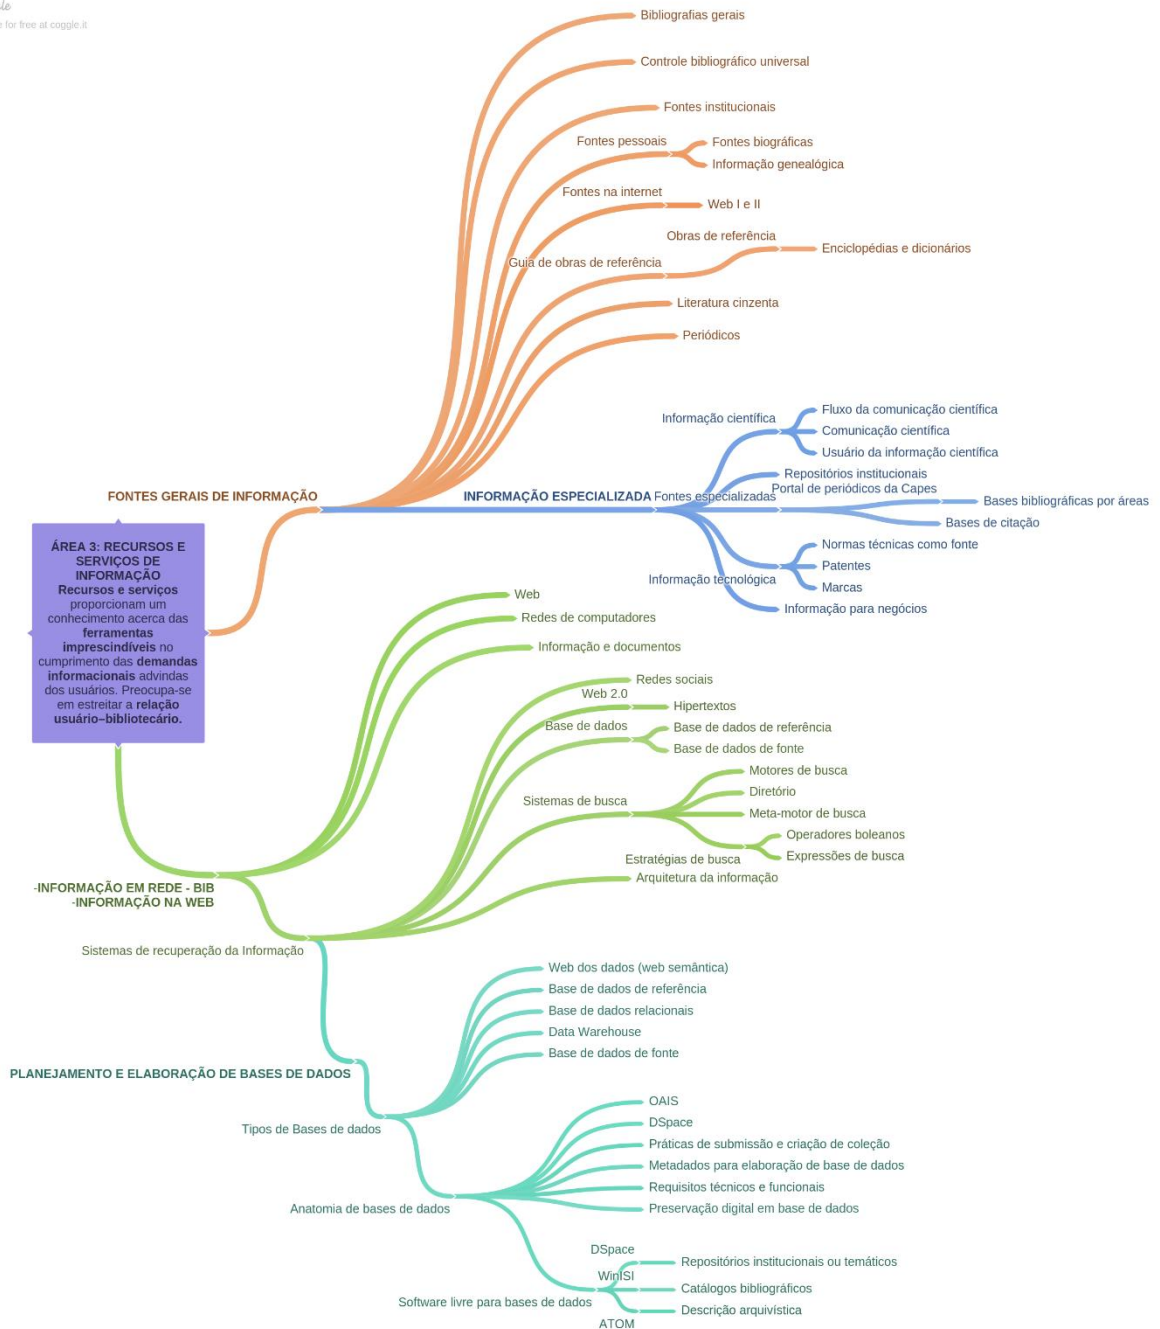 for free at coggle.it
Bibliografias gerais
Controle bibliográfico universal
Fontes institucionais
Fontes pessoais
Fontes biográficas
Informação genealógica
Fontes na internet
Web I e II
Guia de obras de referência
Obras de referência
Enciclopédias e dicionários
Literatura cinzenta
Periódicos
FONTES GERAIS DE INFORMAÇÃO
INFORMAÇÃO ESPECIALIZADA
Informação científica
Fluxo da comunicação científica
Comunicação científica
Usuário da informação científica
Repositórios institucionais
Fontes especializadas
Portal de periódicos da Capes
Bases bibliográficas por áreas
Bases de citação
Informação tecnológica
Normas técnicas como fonte
Patentes
Marcas
Informação para negócios
ÁREA 3: RECURSOS E
SERVIÇOS DE
INFORMAÇÃO
Recursos e serviços
proporcionam um
conhecimento acerca das
ferramentas
imprescindíveis no
cumprimento das demandas
informacionais advindas
dos usuários. Preocupa-se
em estreitar a relação
usuário–bibliotecário.
-INFORMAÇÃO EM REDE - BIB
-INFORMAÇÃO NA WEB
Web
Redes de computadores
Informação e documentos
Sistemas de recuperação da Informação
Redes sociais
Web 2.0
Hipertextos
Base de dados
Base de dados de referência
Base de dados de fonte
Sistemas de busca
Motores de busca
Diretório
Meta-motor de busca
Estratégias de busca
Operadores boleanos
Expressões de busca
Arquitetura da informação
PLANEJAMENTO E ELABORAÇÃO DE BASES DE DADOS
Tipos de Bases de dados
Web dos dados (web semântica)
Base de dados de referência
Base de dados relacionais
Data Warehouse
Base de dados de fonte
Anatomia de bases de dados
OAIS
DSpace
Práticas de submissão e criação de coleção
Metadados para elaboração de base de dados
Requisitos técnicos e funcionais
Preservação digital em base de dados
Software livre para bases de dados
DSpace
Repositórios institucionais ou temáticos
WinISI
Catálogos bibliográficos
ATOM
Descrição arquivística